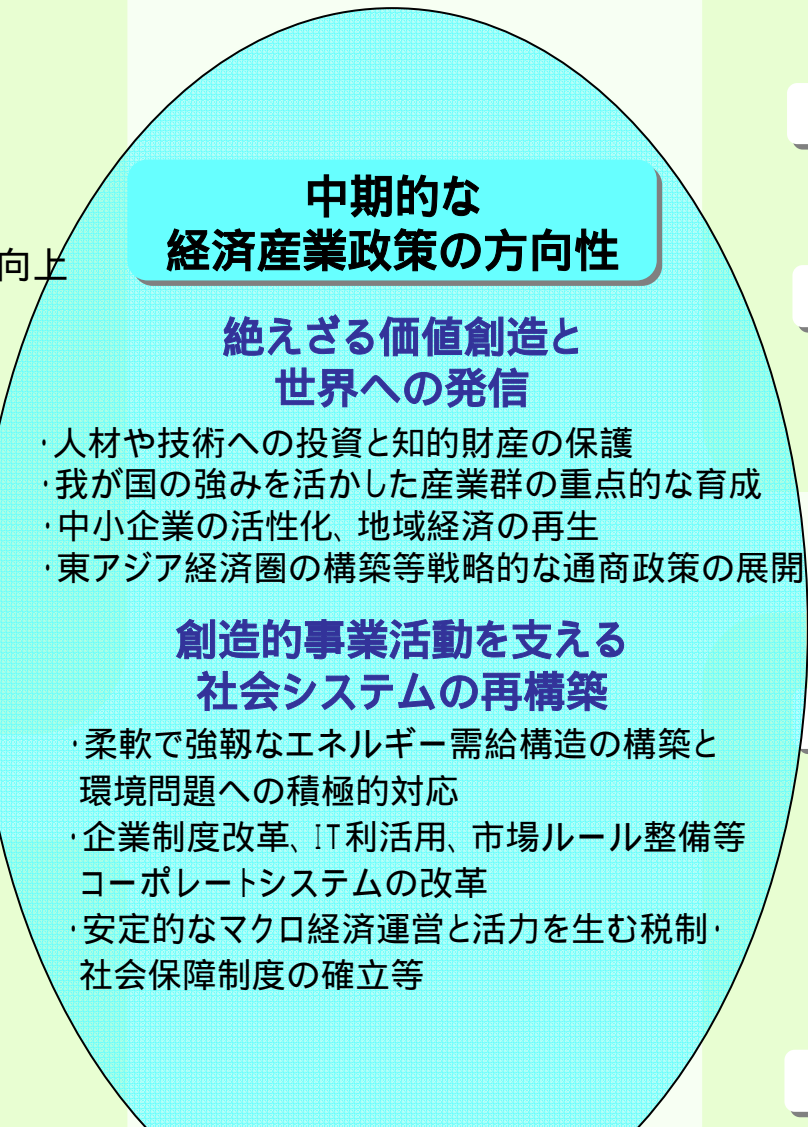 中期的な
経済産業政策の方向性
向上
絶えざる価値創造と
世界への発信
・人材や技術への投資と知的財産の保護
・我が国の強みを活かした産業群の重点的な育成
・中小企業の活性化、地域経済の再生
・東アジア経済圏の構築等戦略的な通商政策の展開
創造的事業活動を支える
社会システムの再構築
・柔軟で強靱なエネルギー需給構造の構築と
環境問題への積極的対応
・企業制度改革、IT利活用、市場ルール整備等
コーポレートシステムの改革
・安定的なマクロ経済運営と活力を生む税制・
社会保障制度の確立等